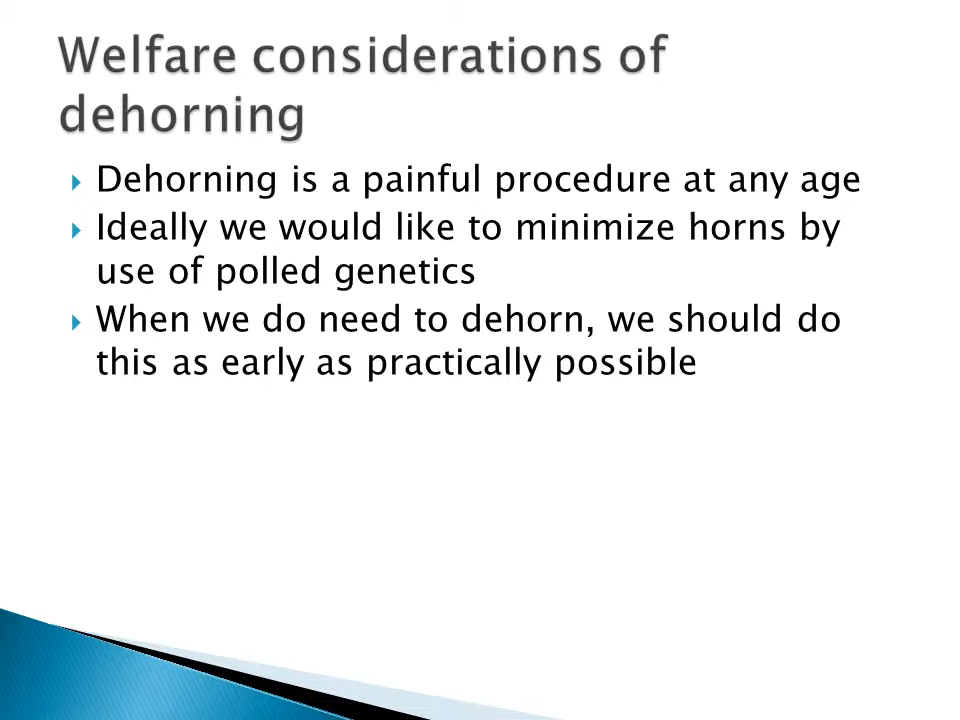 Welfare considerations of
dehorning
Dehorning is a painful procedure at any age
Ideally we would like to minimize horns by
use of polled genetics
When we do need to dehorn, we should do
this as early as practically possible